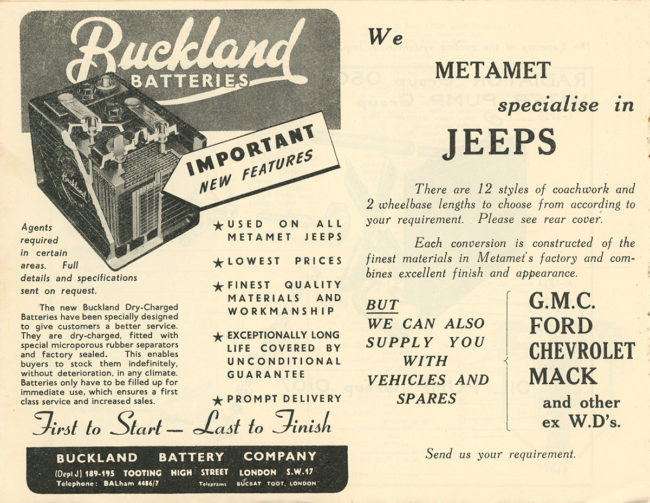 Buckland
BATTERIES
Buckland
IMPORTANT
NEW FEATURES
Agents
required
in certain
areas. Full
details and specifications
sent on request.
The new Buckland Dry-Charged
Batteries have been specially designed
to give customers a better service.
They are dry-charged, fitted with
special microporous rubber separators
and factory sealed. This enables
buyers to stock them indefinitely,
without deterioration, in any climate.
Batteries only have to be filled up for
immediate use, which ensures a first
class service and increased sales.
★ USED ON ALL
METAMET JEEPS
★ LOWEST PRICES
★ FINEST QUALITY
MATERIALS AND
WORKMANSHIP
★ EXCEPTIONALLY LONG
LIFE COVERED BY
UNCONDITIONAL
GUARANTEE
★ PROMPT DELIVERY
First to Start — Last to Finish
BUCKLAND BATTERY COMPANY
(Dept J) 189-195 TOOTING HIGH STREET LONDON S.W.17
Telephone: BALham 4486/7 Telegrams BUCBAT TOOT, LONDON
We
METAMET
specialise in
JEEPS
There are 12 styles of coachwork and
2 wheelbase lengths to choose from according to
your requirement. Please see rear cover.
Each conversion is constructed of the
finest materials in Metamet's factory and com-
bines excellent finish and appearance.
BUT
WE CAN ALSO
SUPPLY YOU
WITH
VEHICLES AND
SPARES
G.M.C.
FORD
CHEVROLET
MACK
and other
ex W.D's.
Send us your requirement.